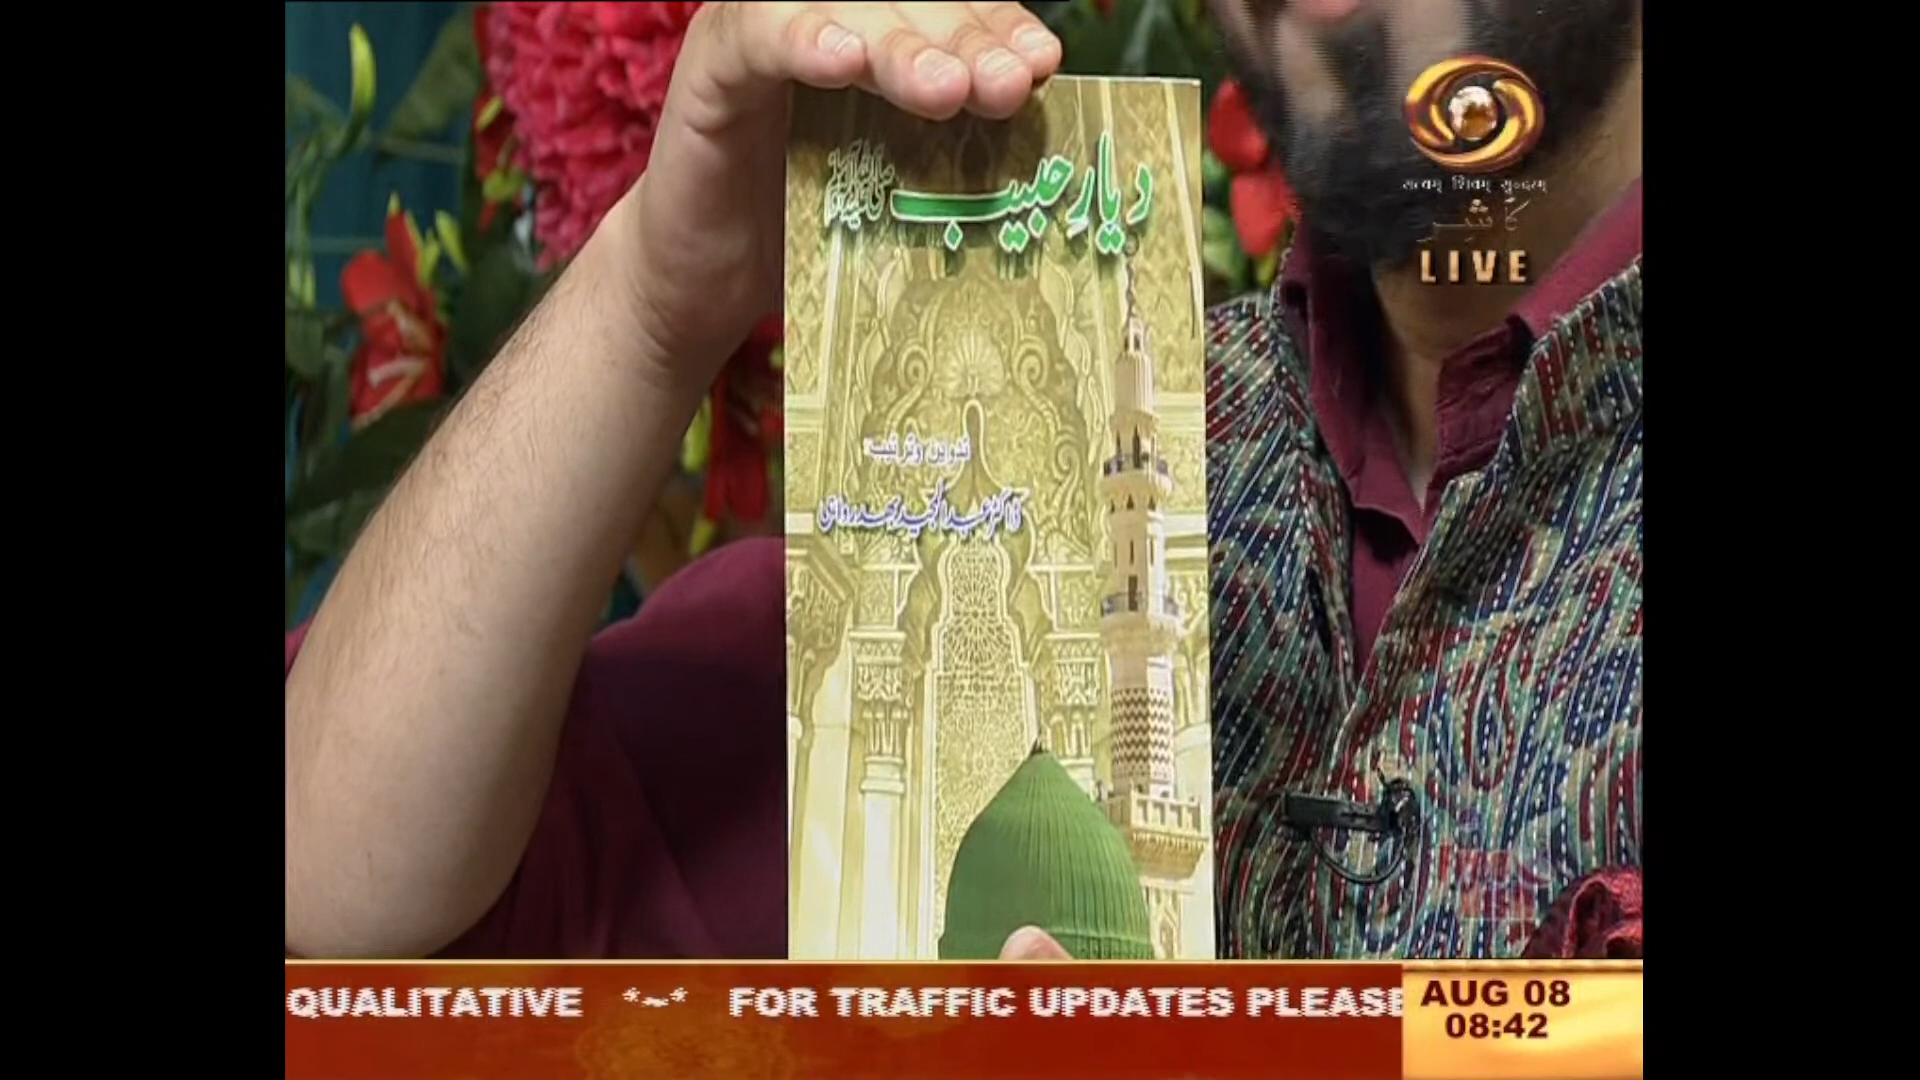 دیارِ حبیب ﷺ
تدوین و ترتیب:
ڈاکٹر عبدالمجید بھدرواہی
सत्यम् शिवम् सुन्दरम्
كأشُر
LIVE
QUALITATIVE *~* FOR TRAFFIC UPDATES PLEASE
AUG 08
08:42